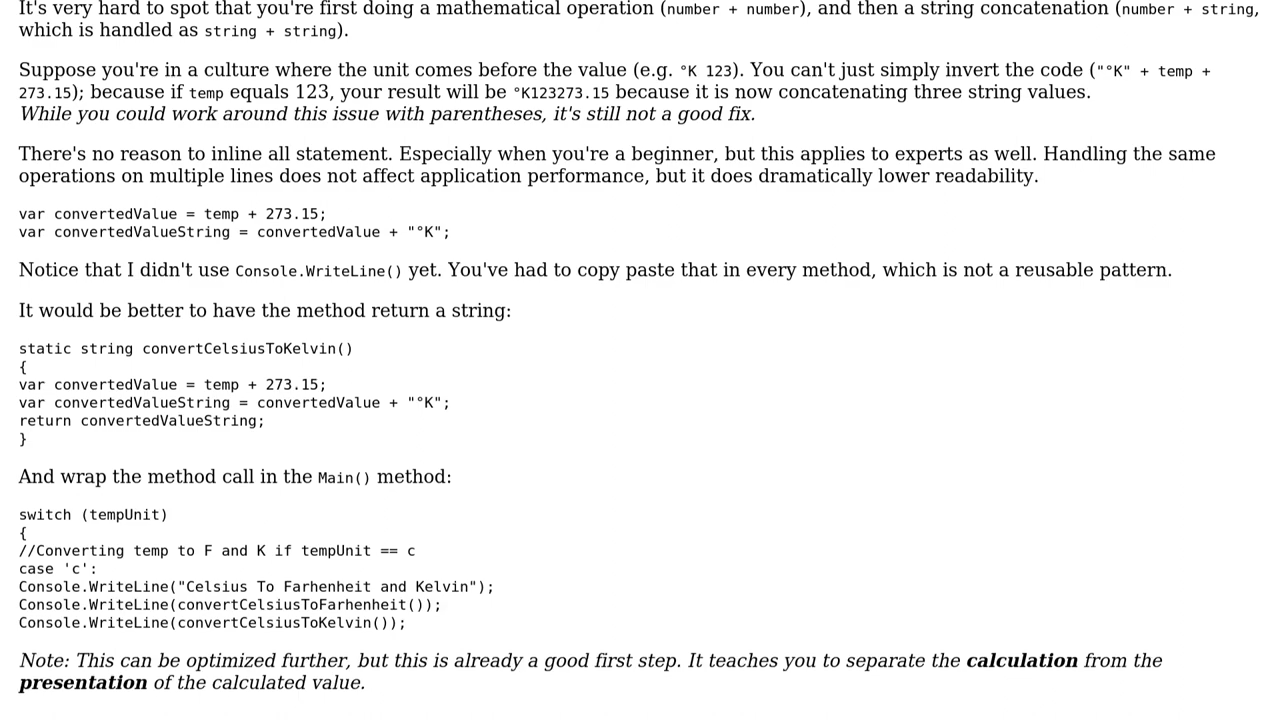 It's very hard to spot that you're first doing a mathematical operation (number + number), and then a string concatenation (number + string,
which is handled as string + string).
Suppose you're in a culture where the unit comes before the value (e.g. °K 123). You can't just simply invert the code ("°K" + temp +
273.15); because if temp equals 123, your result will be °K123273.15 because it is now concatenating three string values.
While you could work around this issue with parentheses, it's still not a good fix.
There's no reason to inline all statement. Especially when you're a beginner, but this applies to experts as well. Handling the same
operations on multiple lines does not affect application performance, but it does dramatically lower readability.
var convertedValue = temp + 273.15;
var convertedValueString = convertedValue + "°K";
Notice that I didn't use Console.WriteLine() yet. You've had to copy paste that in every method, which is not a reusable pattern.
It would be better to have the method return a string:
static string convertCelsiusToKelvin()
{
var convertedValue = temp + 273.15;
var convertedValueString = convertedValue + "°K";
return convertedValueString;
}
And wrap the method call in the Main() method:
switch (tempUnit)
{
//Converting temp to F and K if tempUnit == c
case 'c':
Console.WriteLine("Celsius To Farhenheit and Kelvin");
Console.WriteLine(convertCelsiusToFarhenheit());
Console.WriteLine(convertCelsiusToKelvin());
Note: This can be optimized further, but this is already a good first step. It teaches you to separate the calculation from the
presentation of the calculated value.